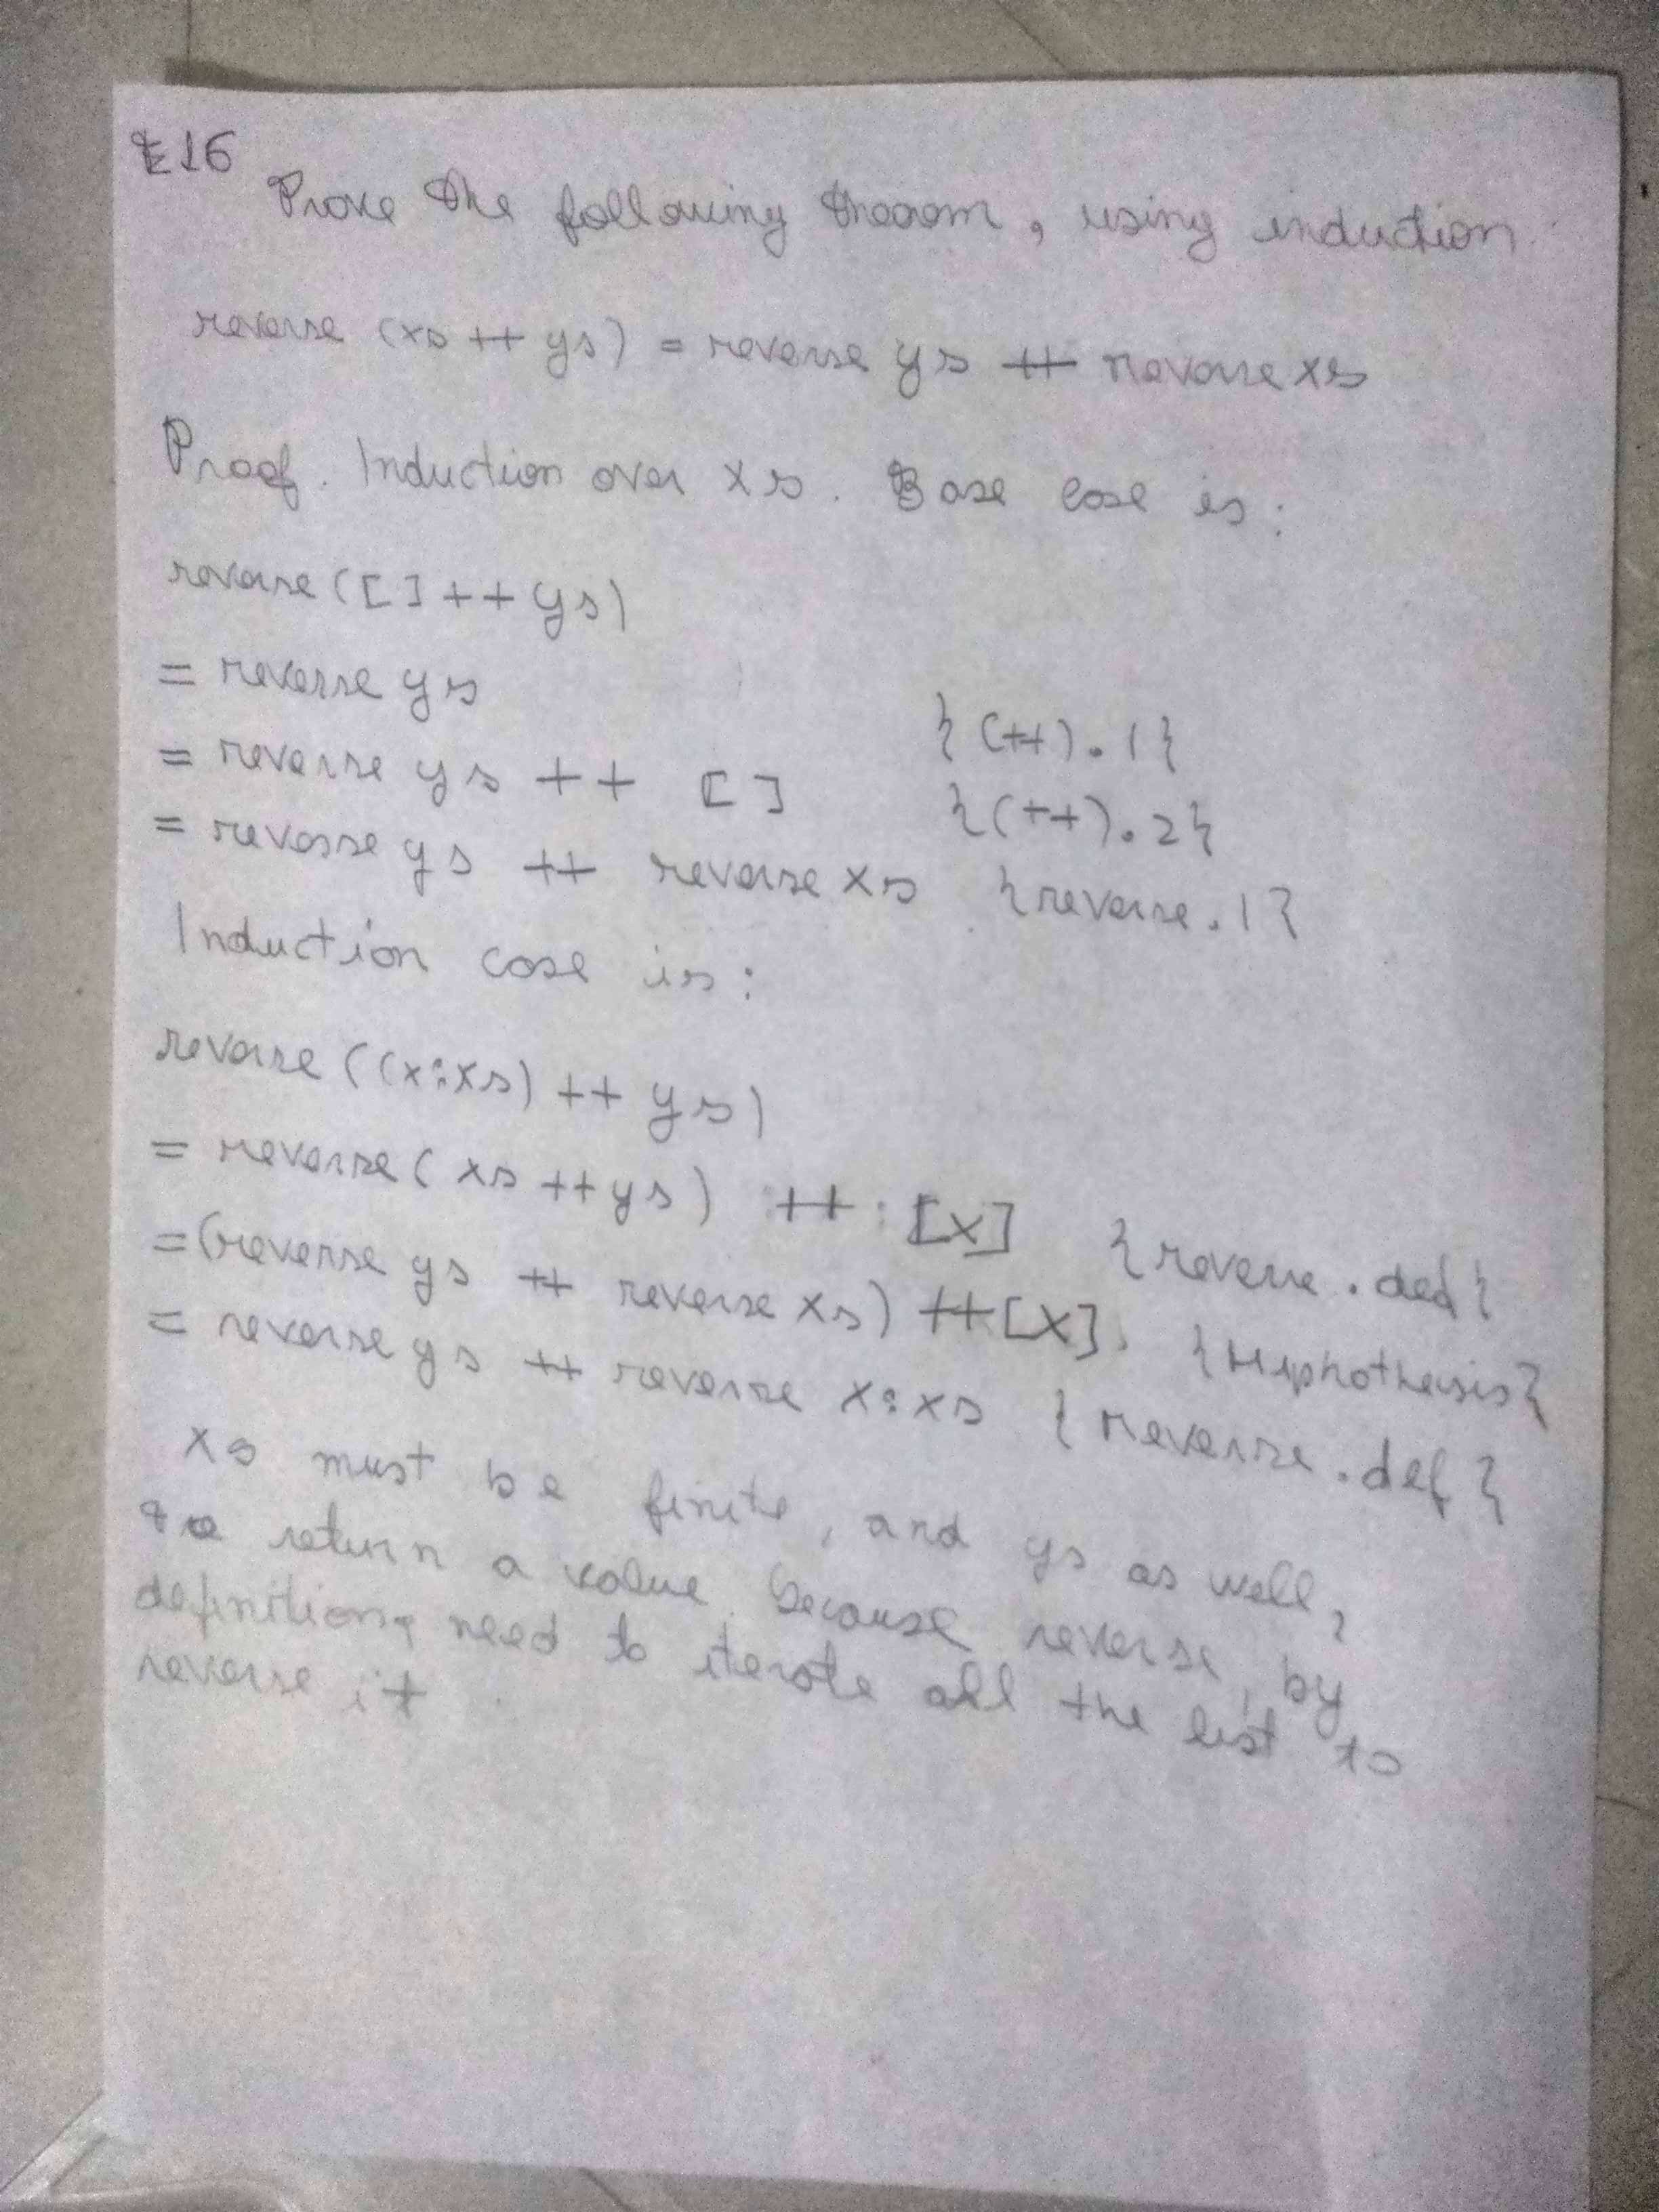 E16
Prove the following theorem, using induction
reverse (xs ++ ys) = reverse ys ++ reverse xs
Proof. Induction over xs. Base case is:
reverse ([] ++ ys)
= reverse ys {(++).1}
= reverse ys ++ [] {(++).2}
= reverse ys ++ reverse xs {reverse.1}
Induction case is:
reverse ((x:xs) ++ ys)
= reverse (xs ++ ys) ++ [x] {reverse.def}
= (reverse ys ++ reverse xs) ++ [x] {Hyphothesis}
= reverse ys ++ reverse x:xs {reverse.def}
xs must be finite, and ys as well,
to return a value because reverse, by
definition, need to iterate all the list to
reverse it.